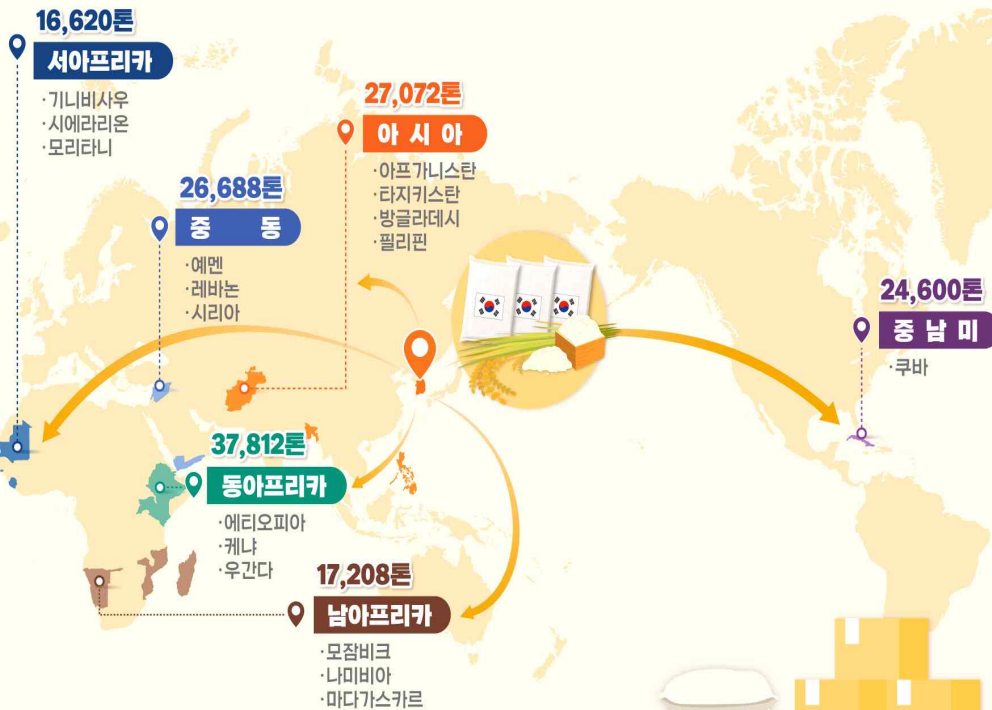 16,620톤
서아프리카
·기니비사우
·시에라리온
·모리타니
27,072톤
아 시 아
·아프가니스탄
·타지키스탄
·방글라데시
·필리핀
26,688톤
중 동
·예멘
·레바논
·시리아
24,600톤
중 남 미
·쿠바
37,812톤
동아프리카
·에티오피아
·케냐
·우간다
17,208톤
남아프리카
·모잠비크
·나미비아
·마다가스카르